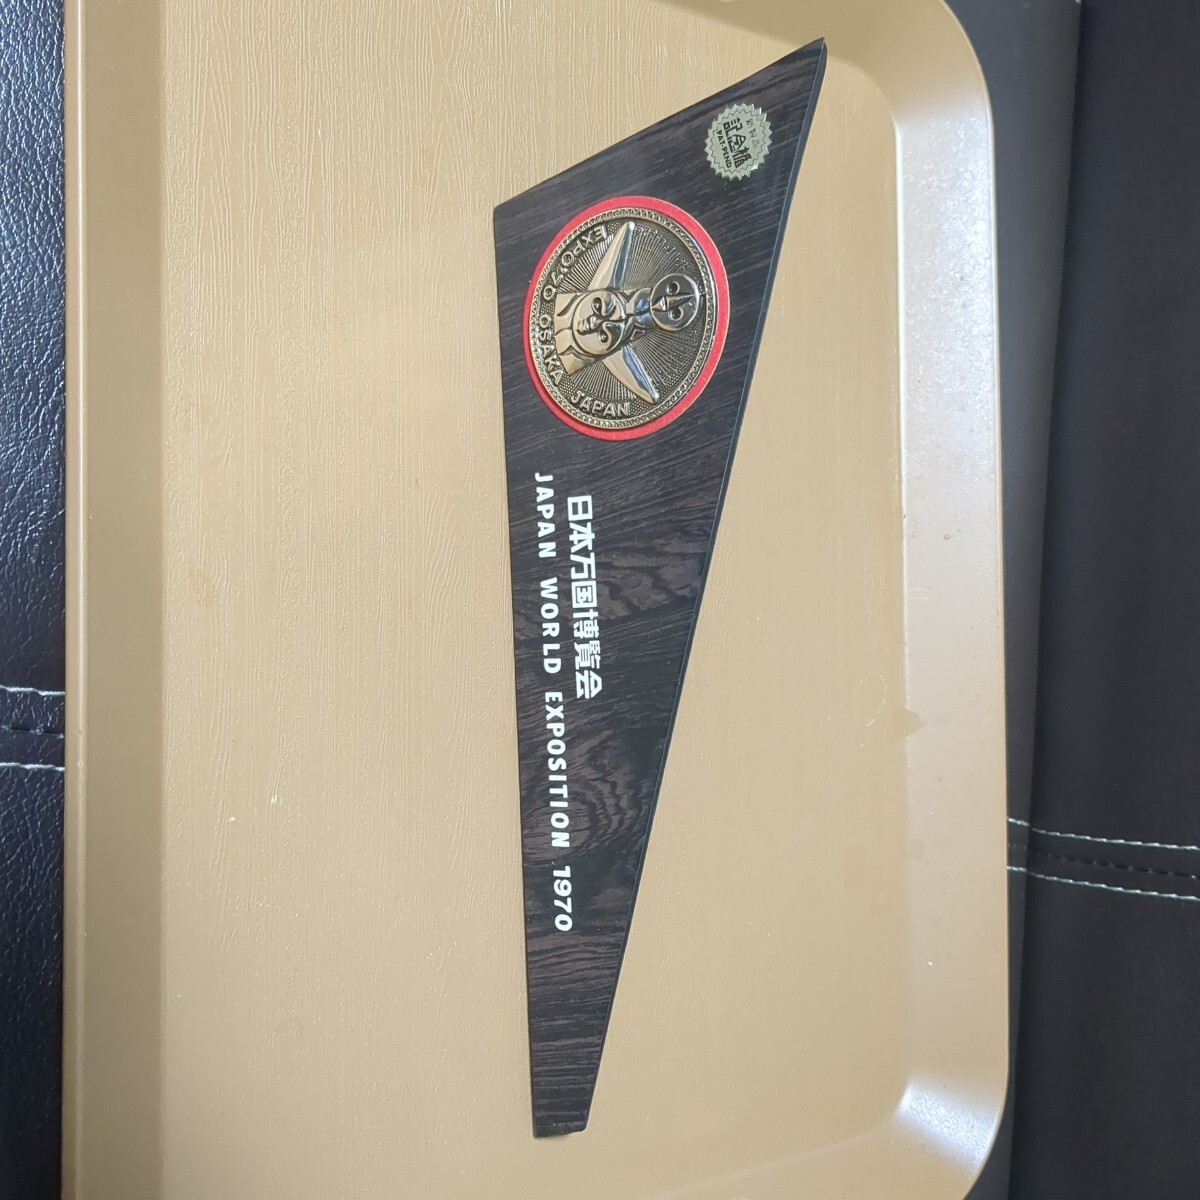 記念楯
PAT-PEND
EXPO'70 OSAKA JAPAN
日本万国博覧会
JAPAN WORLD EXPOSITION 1970